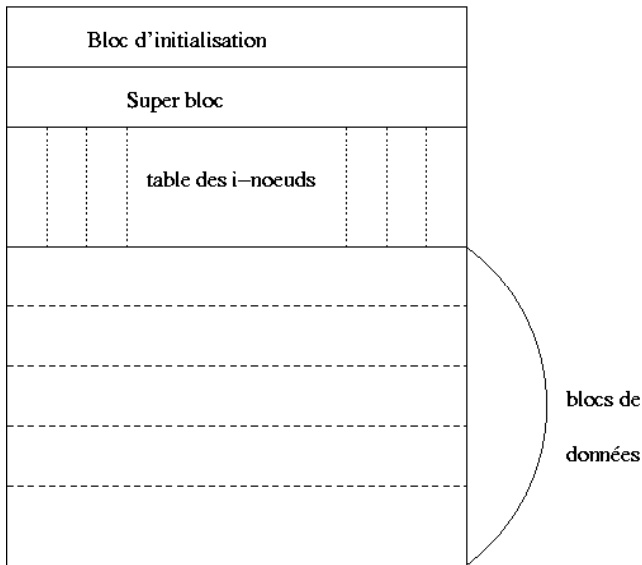 Bloc d'initialisation
Super bloc
table des i-noeuds
blocs de
données